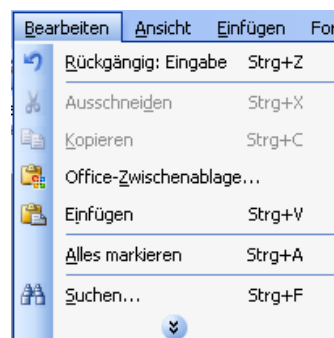 Bearbeiten Ansicht Einfügen For
Rückgängig: Eingabe Strg+Z
Ausschneiden Strg+X
Kopieren Strg+C
Office-Zwischenablage...
Einfügen Strg+V
Alles markieren Strg+A
Suchen... Strg+F